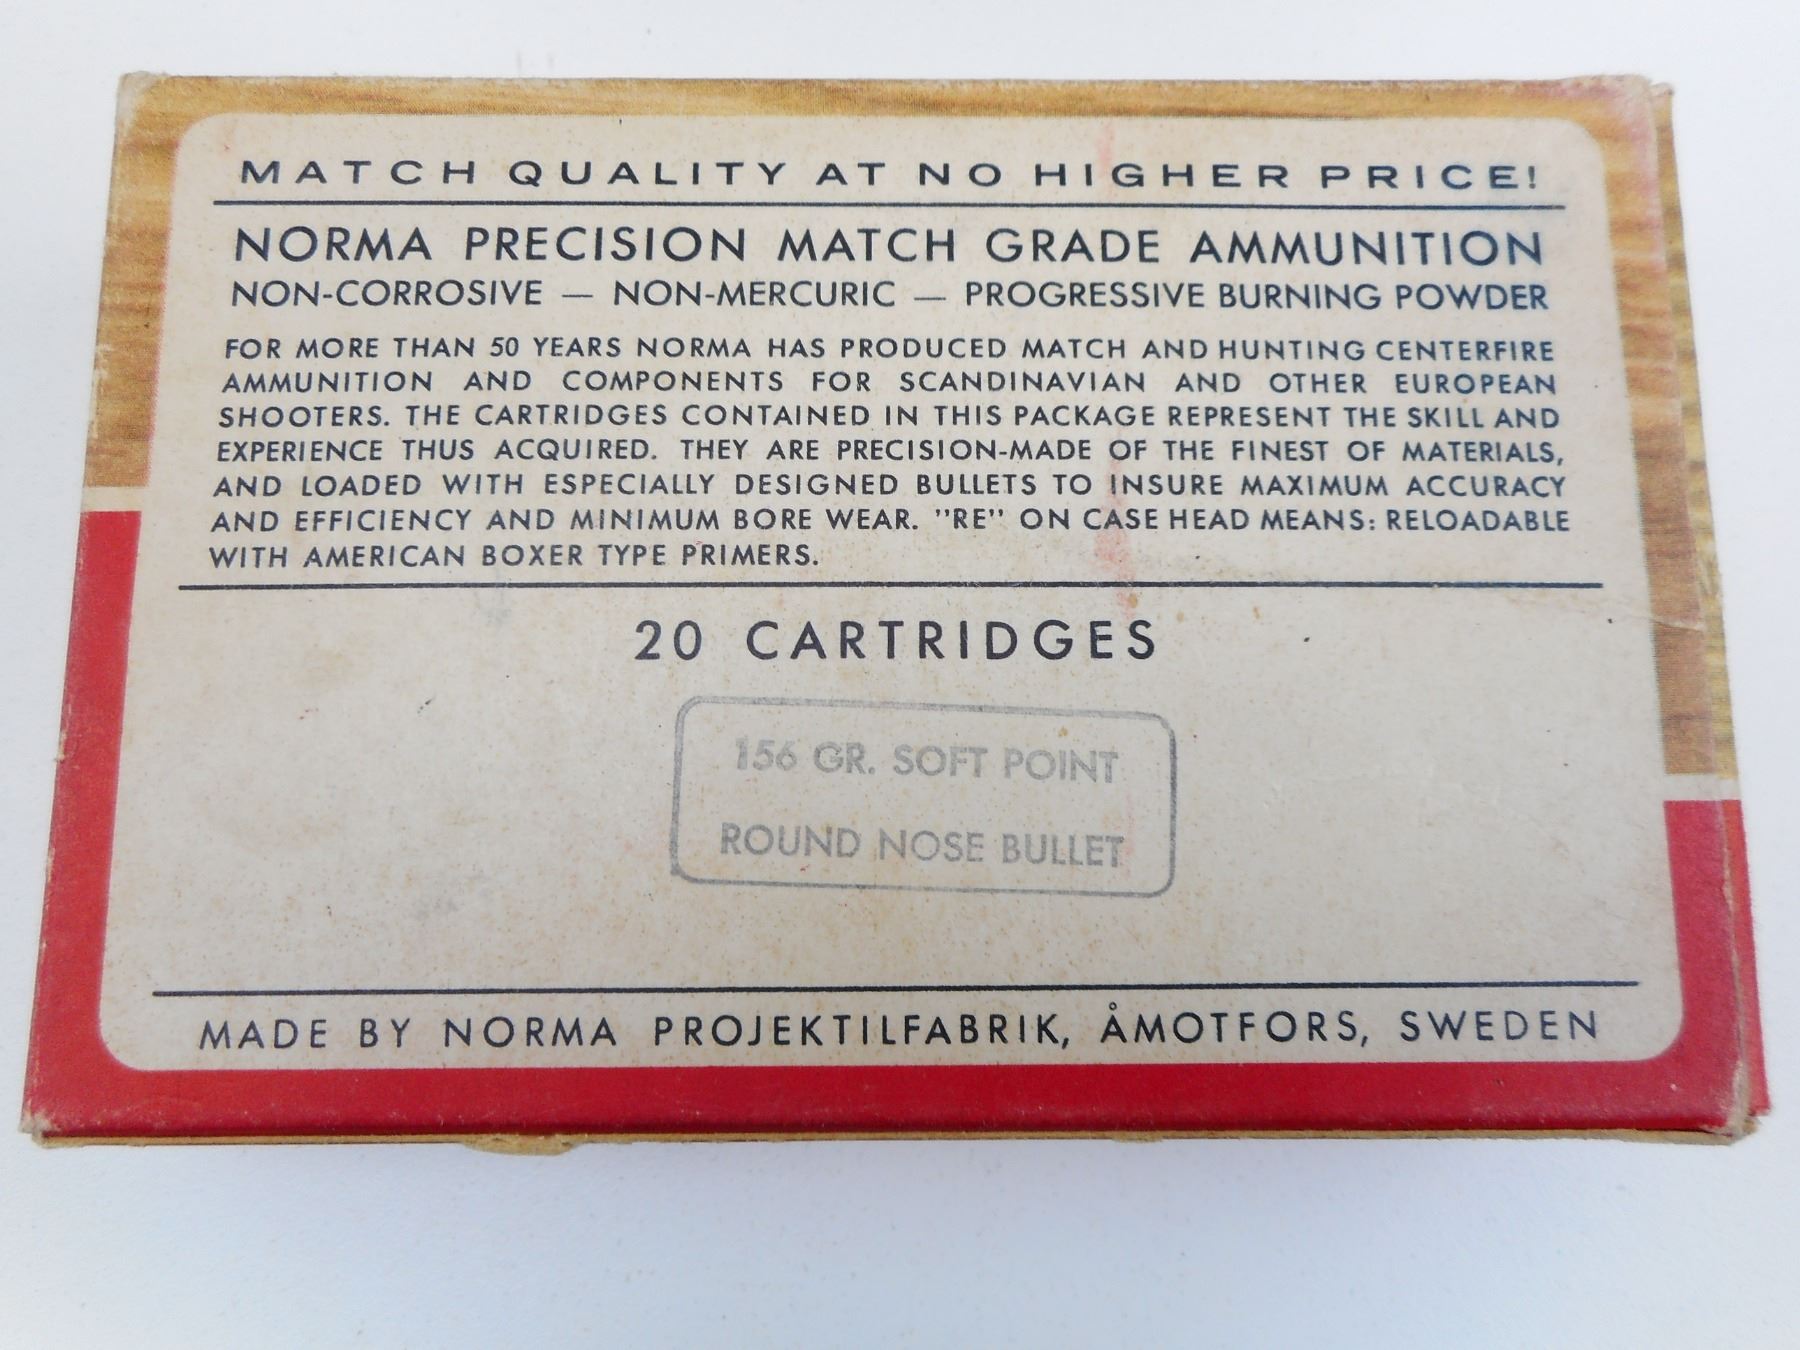 MATCH QUALITY AT NO HIGHER PRICE!
NORMA PRECISION MATCH GRADE AMMUNITION
NON-CORROSIVE — NON-MERCURIC — PROGRESSIVE BURNING POWDER
FOR MORE THAN 50 YEARS NORMA HAS PRODUCED MATCH AND HUNTING CENTERFIRE
AMMUNITION AND COMPONENTS FOR SCANDINAVIAN AND OTHER EUROPEAN
SHOOTERS. THE CARTRIDGES CONTAINED IN THIS PACKAGE REPRESENT THE SKILL AND
EXPERIENCE THUS ACQUIRED. THEY ARE PRECISION-MADE OF THE FINEST OF MATERIALS,
AND LOADED WITH ESPECIALLY DESIGNED BULLETS TO INSURE MAXIMUM ACCURACY
AND EFFICIENCY AND MINIMUM BORE WEAR. "RE" ON CASE HEAD MEANS: RELOADABLE
WITH AMERICAN BOXER TYPE PRIMERS.
20 CARTRIDGES
156 GR. SOFT POINT
ROUND NOSE BULLET
MADE BY NORMA PROJEKTILFABRIK, ÅMOTFORS, SWEDEN